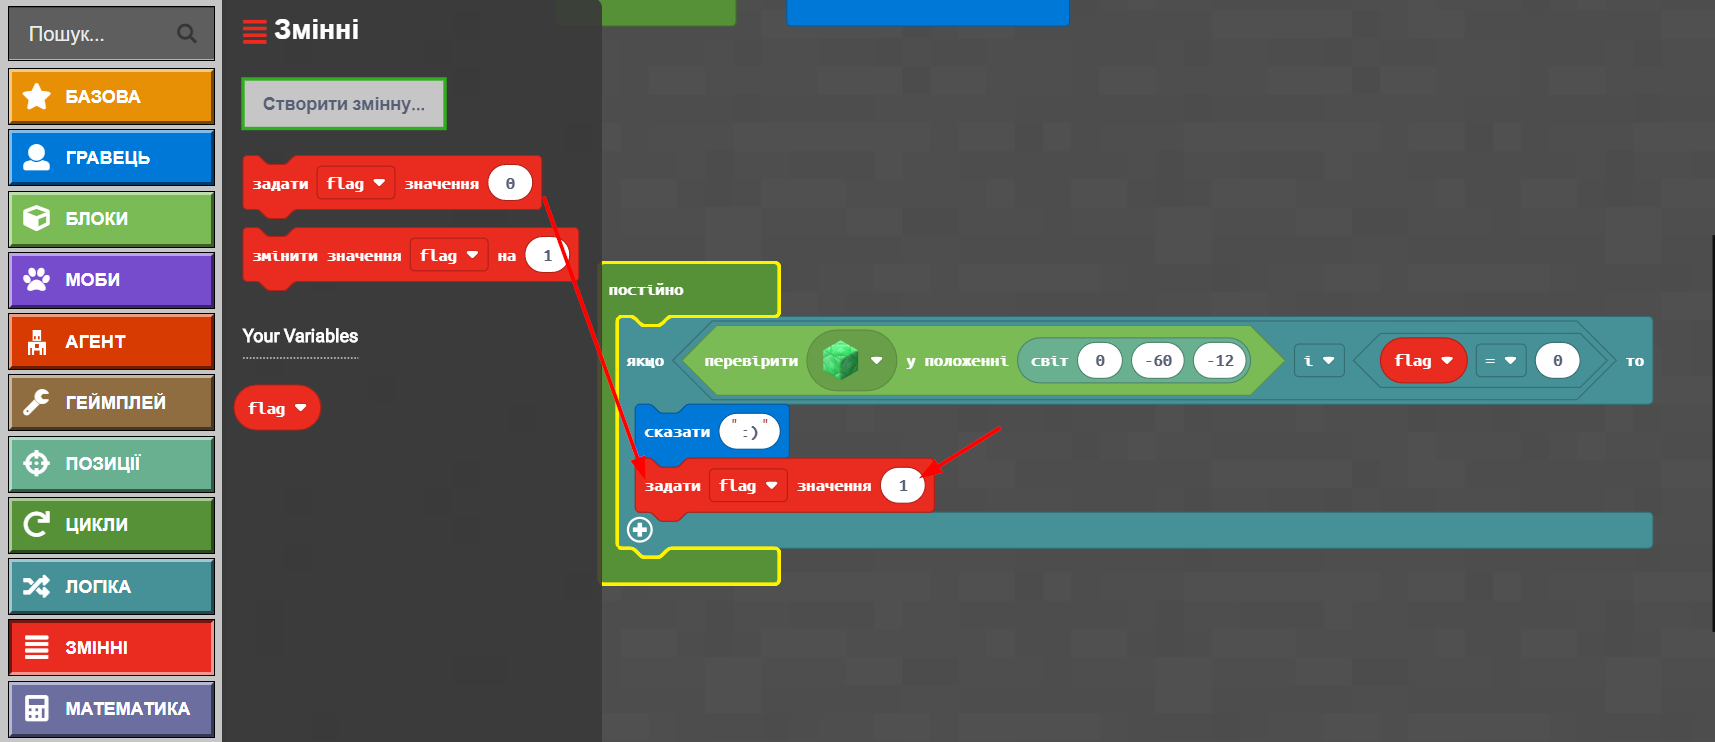 Пошук...
БАЗОВА
ГРАВЕЦЬ
БЛОКИ
МОБИ
АГЕНТ
ГЕЙМПЛЕЙ
ПОЗИЦІЇ
ЦИКЛИ
ЛОГІКА
ЗМІННІ
МАТЕМАТИКА
Змінні
Створити змінну...
задати flag значення 0
змінити значення flag на 1
Your Variables
flag
постійно
якщо перевірити у положенні світ 0 -60 -12 і flag = 0 то
сказати " :) "
задати flag значення 1